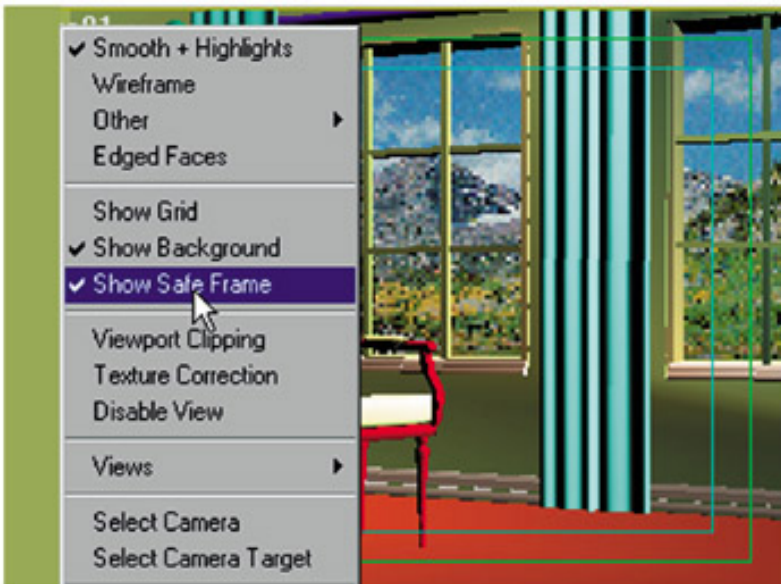 Smooth + Highlights
Wireframe
Other
Edged Faces
Show Grid
Show Background
Show Safe Frame
Viewport Clipping
Texture Correction
Disable View
Views
Select Camera
Select Camera Target